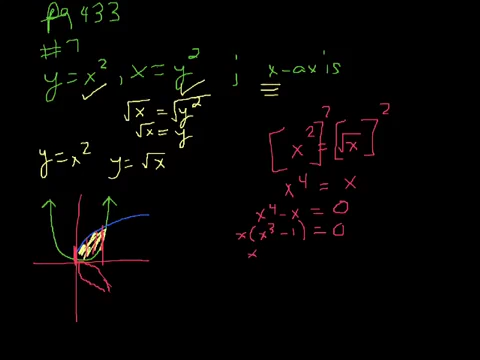 pg 433
#7
y = x², x = y² ; x-axis
√x = √y²
√x = y
y = x² y = √x
[x²]² = [√x]²
x⁴ = x
x⁴ - x = 0
x(x³ - 1) = 0
x